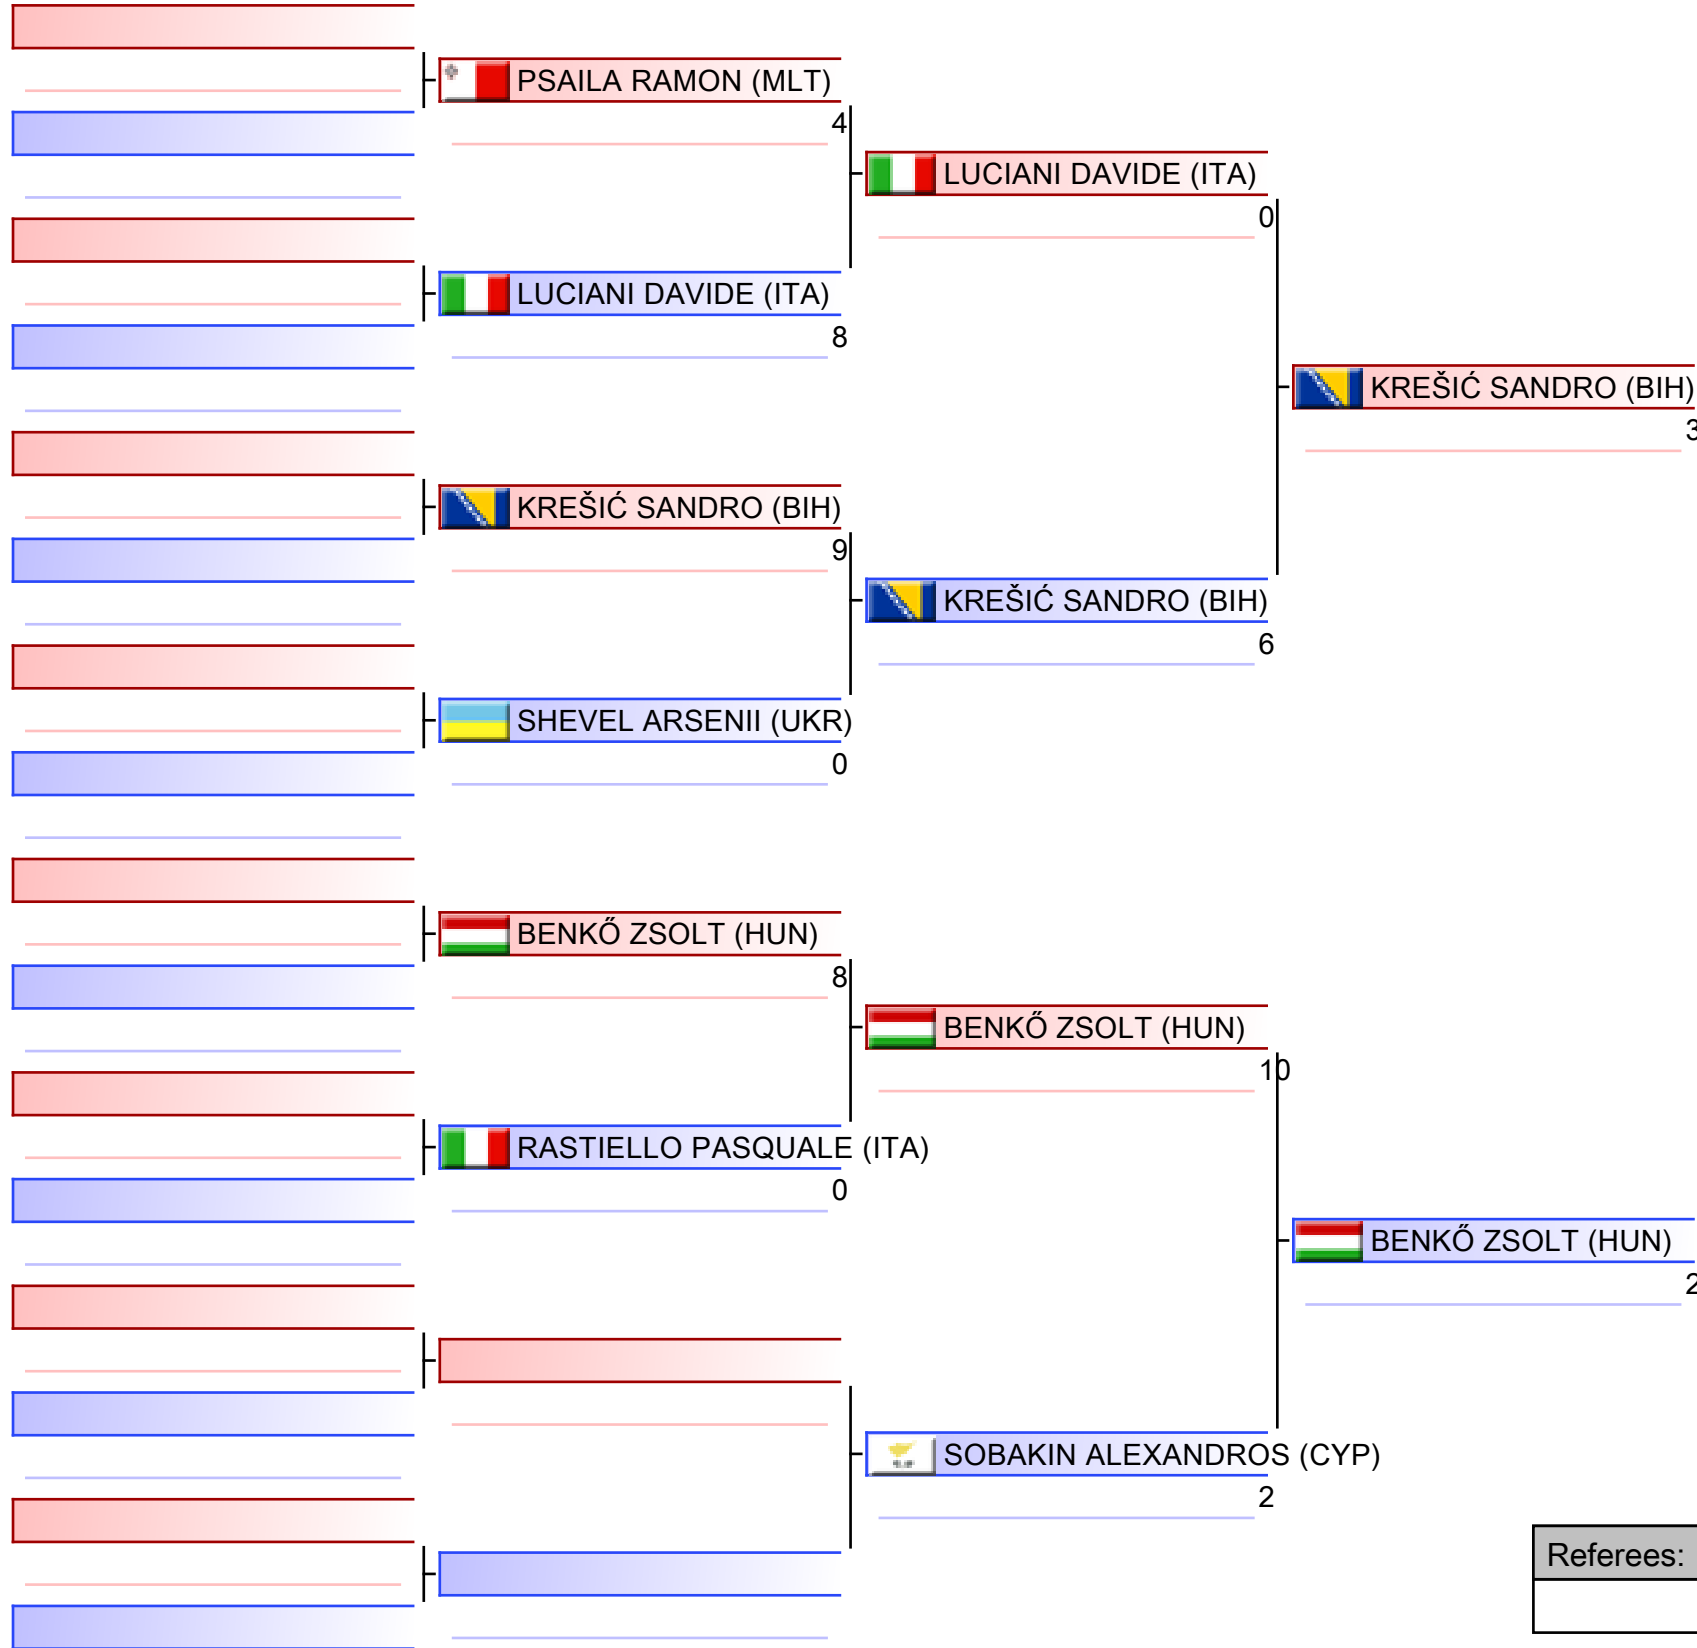 PSAILA RAMON (MLT)
4
LUCIANI DAVIDE (ITA)
0
LUCIANI DAVIDE (ITA)
8
KREŠIĆ SANDRO (BIH)
3
KREŠIĆ SANDRO (BIH)
9
KREŠIĆ SANDRO (BIH)
6
SHEVEL ARSENII (UKR)
0
BENKŐ ZSOLT (HUN)
8
BENKŐ ZSOLT (HUN)
10
RASTIELLO PASQUALE (ITA)
0
BENKŐ ZSOLT (HUN)
2
SOBAKIN ALEXANDROS (CYP)
2
Referees: